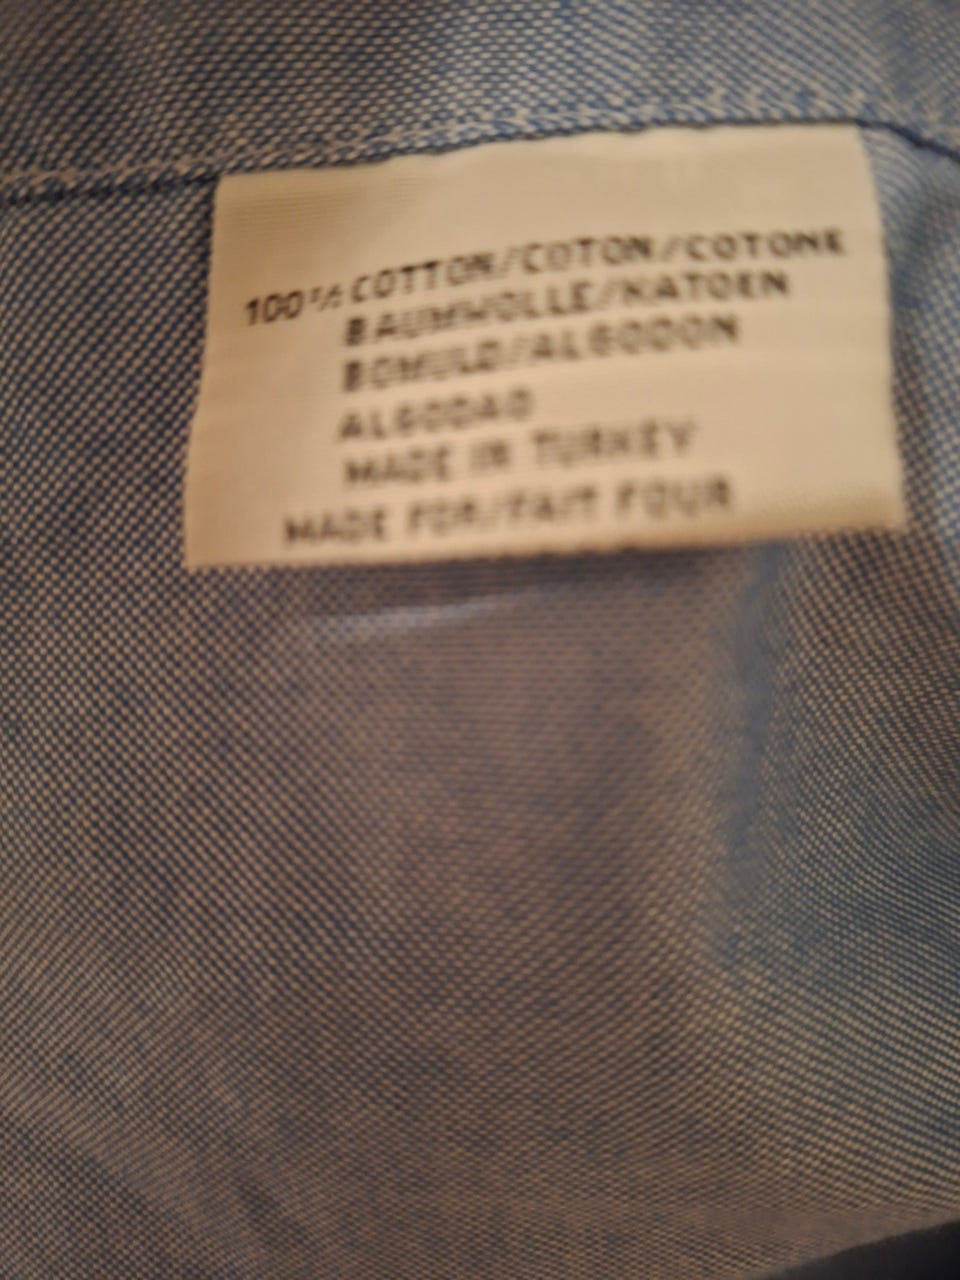 100% COTTON/COTON/COTONE
BAUMWOLLE/KATOEN
BOMULD/ALGODON
ALGODAO
MADE IN TURKEY
MADE FOR/FAIT POUR